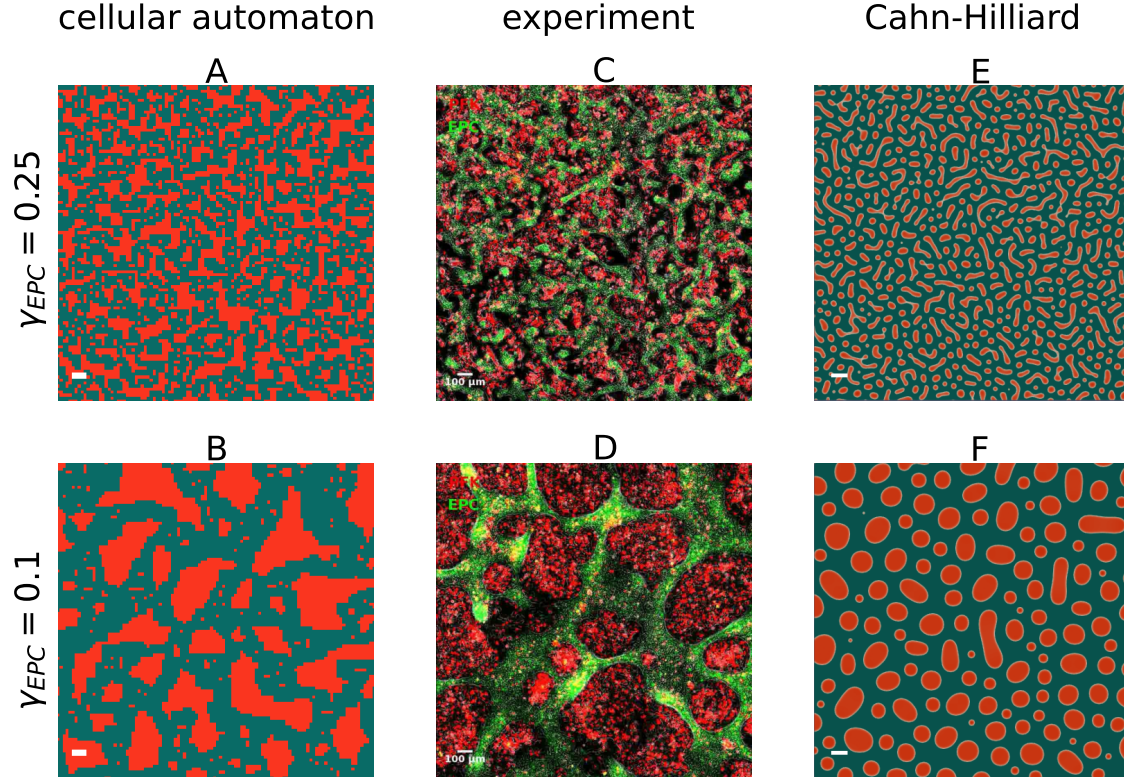 cellular automaton
experiment
Cahn-Hilliard
A
C
E
γEPC = 0.25
EPC
100 μm
B
D
F
γEPC = 0.1
EPC
100 μm